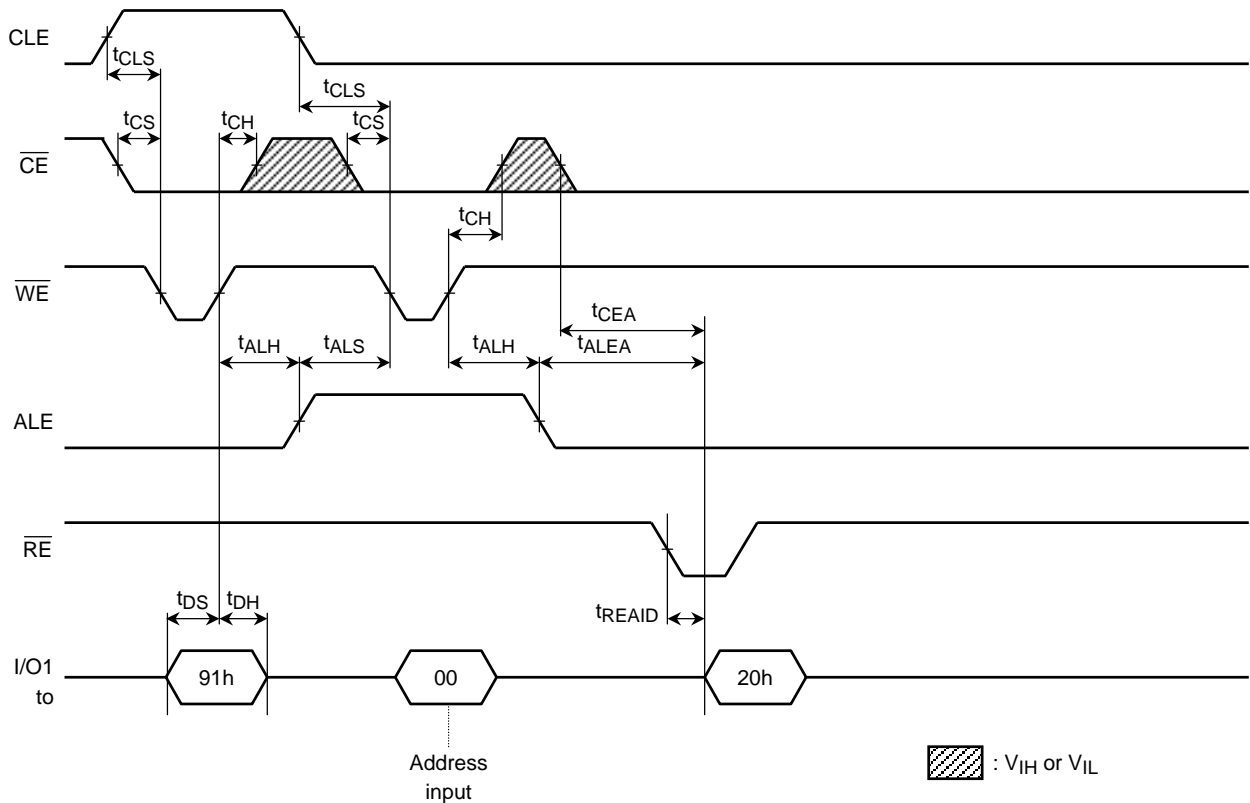 CLE
tCLS
tCLS
tCS
tCH
tCS
CE
tCH
WE
tCEA
tALH
tALS
tALH
tALEA
ALE
RE
tDS
tDH
tREAID
I/O1
to
91h
00
20h
Address
input
: VIH or VIL